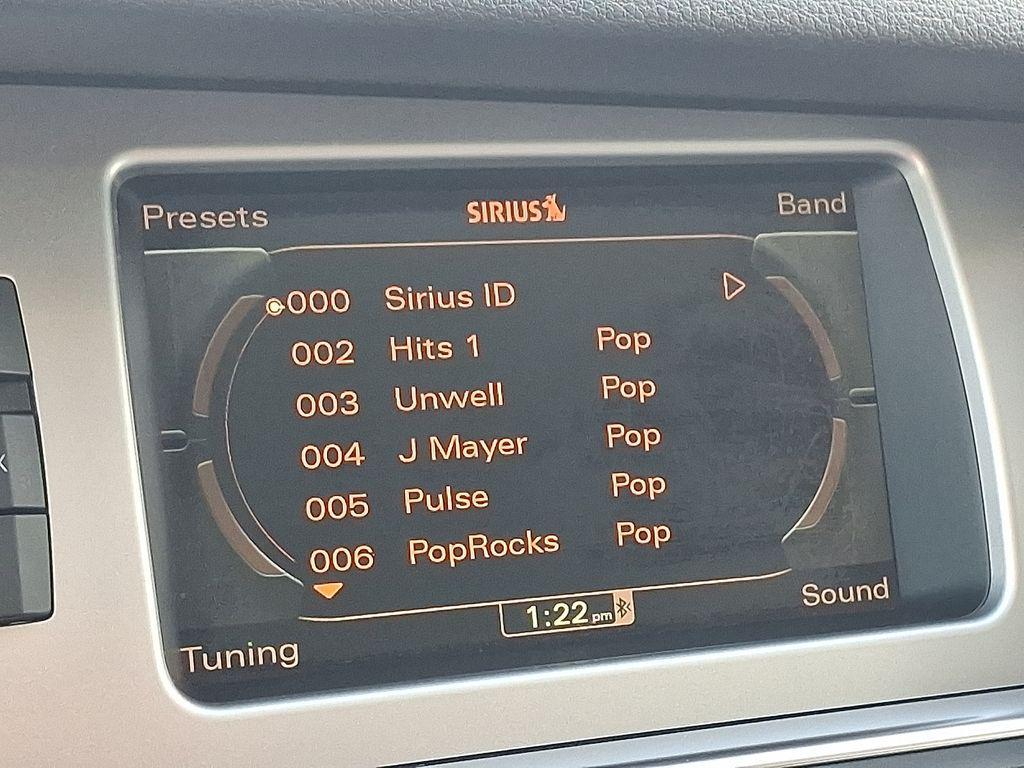 Presets SIRIUS Band
000 Sirius ID
002 Hits 1 Pop
003 Unwell Pop
004 J Mayer Pop
005 Pulse Pop
006 PopRocks Pop
Tuning 1:22 pm Sound